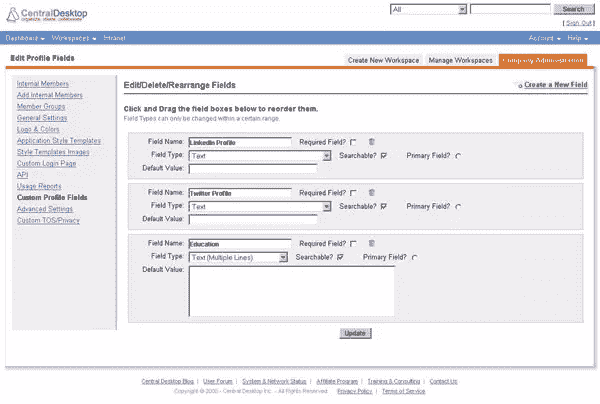 CentralDesktop
organize. share. collaborate.
All
Search
[ Sign Out ]
Dashboard Workspaces Intranet Account Help
Edit Profile Fields
Create New Workspace Manage Workspaces Company Administration
Internal Members
Add Internal Members
Member Groups
General Settings
Logo & Colors
Application Style Templates
Style Templates Images
Custom Login Page
API
Usage Reports
Custom Profile Fields
Advanced Settings
Custom TOS/Privacy
Edit/Delete/Rearrange Fields
Create a New Field
Click and Drag the field boxes below to reorder them.
Field Types can only be changed within a certain range.
Field Name: LinkedIn Profile Required Field?
Field Type: Text Searchable? Primary Field?
Default Value:
Field Name: Twitter Profile Required Field?
Field Type: Text Searchable? Primary Field?
Default Value:
Field Name: Education Required Field?
Field Type: Text (Multiple Lines) Searchable? Primary Field?
Default Value:
Update
Central Desktop Blog | User Forum | System & Network Status | Affiliate Program | Training & Consulting | Contact Us
Central Desktop Inc. - All Rights Reserved. Privacy Policy | Terms of Service